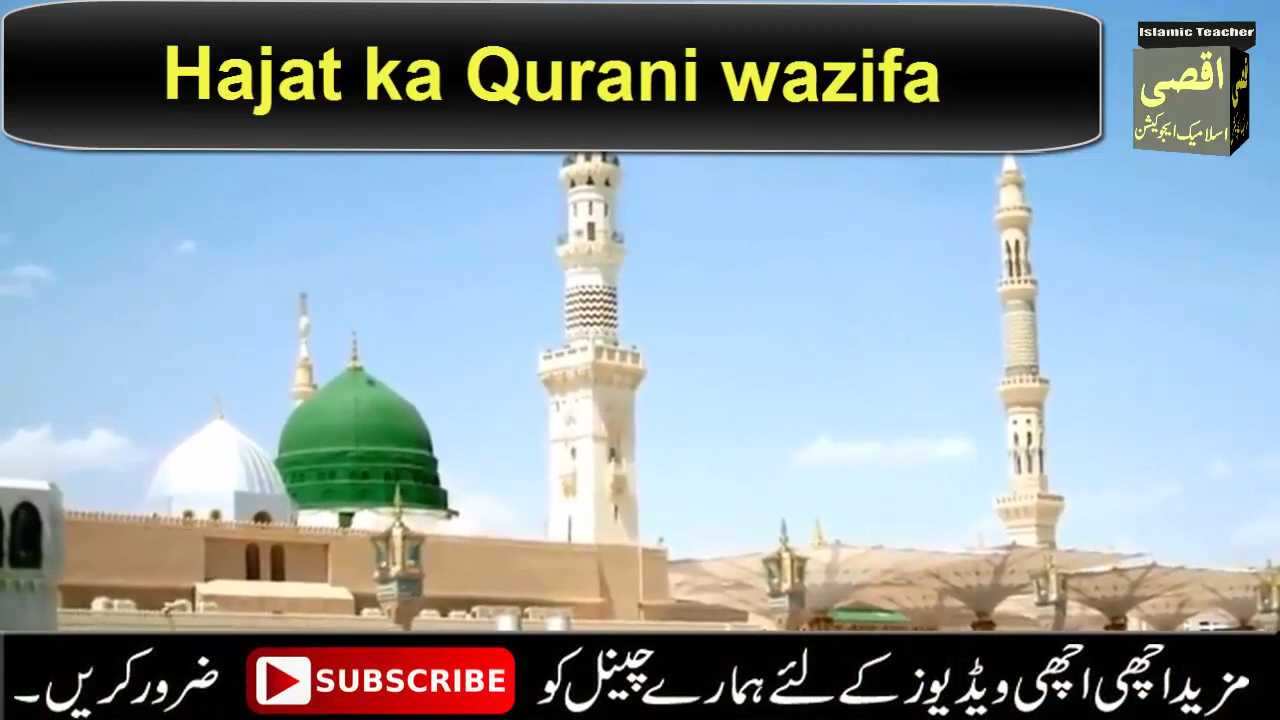 Hajat ka Qurani wazifa
Islamic Teacher
اقصی
اسلامیک ایجوکیشن
مزید اچھی اچھی ویڈیوز کے لئے ہمارے چینل کو SUBSCRIBE ضرور کریں۔